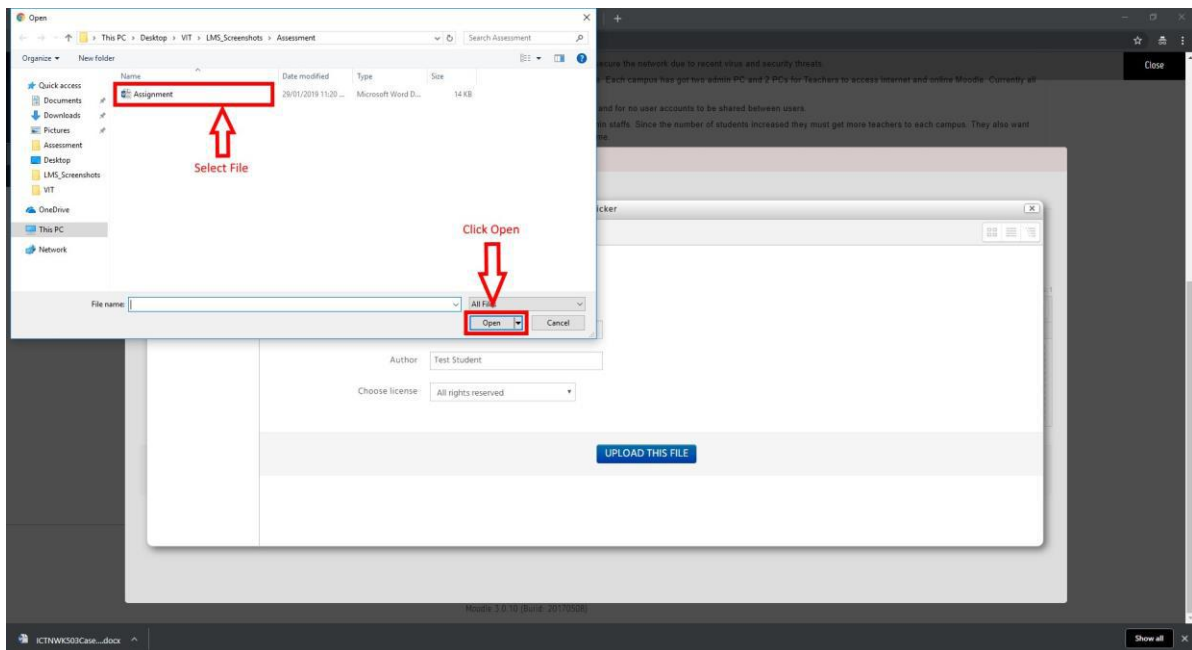 Open
This PC > Desktop > VIT > LMS_Screenshots > Assessment
Search Assessment
Organize
New folder
Close
Name
Date modified
Type
Size
Quick access
Documents
Downloads
Pictures
Assessment
Desktop
LMS_Screenshots
VIT
OneDrive
This PC
Network
Assignment
29/01/2019 11:20 ...
Microsoft Word D...
14 KB
Select File
Click Open
File name:
All Files
Open
Cancel
ecure the network due to recent virus and security threats.
Each campus has got two admin PC and 2 PCs for Teachers to access internet and online Moodle. Currently all
and for no user accounts to be shared between users.
in staffs. Since the number of students increased they must get more teachers to each campus. They also want
me.
icker
Author
Test Student
Choose license
All rights reserved
UPLOAD THIS FILE
Moodle 3.0.10 (Build: 20170508)
ICTNWK503Case....docx
Show all